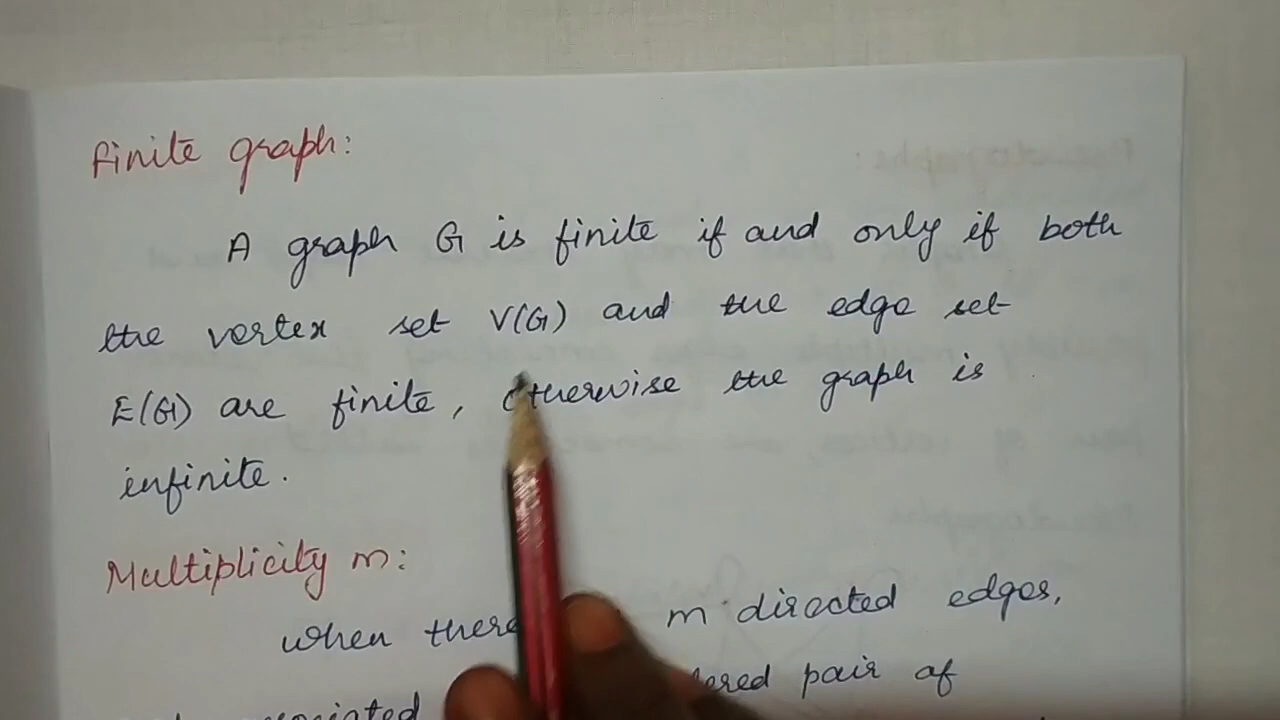 Finite graph:
A graph G is finite if and only if both
the vertex set V(G) and the edge set
E(G) are finite, otherwise the graph is
infinite.
Multiplicity m:
when there m directed edges,
pair of